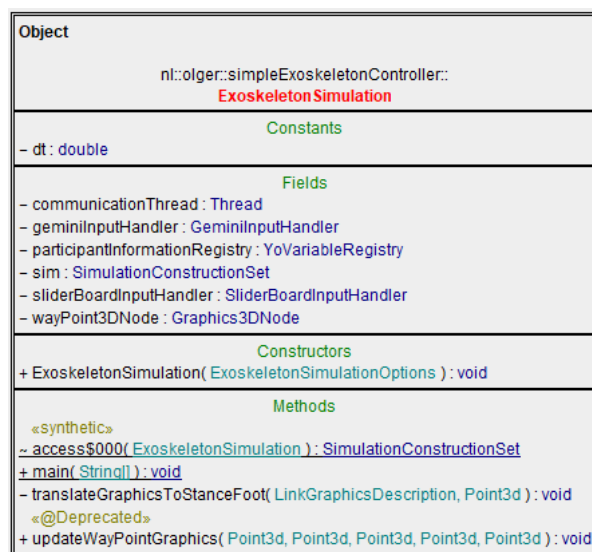 Object
nl::olger::simpleExoskeletonController::
ExoskeletonSimulation
Constants
– dt : double
Fields
– communicationThread : Thread
– geminiInputHandler : GeminiInputHandler
– participantInformationRegistry : YoVariableRegistry
– sim : SimulationConstructionSet
– sliderBoardInputHandler : SliderBoardInputHandler
– wayPoint3DNode : Graphics3DNode
Constructors
+ ExoskeletonSimulation( ExoskeletonSimulationOptions ) : void
Methods
«synthetic»
~ access$000( ExoskeletonSimulation ) : SimulationConstructionSet
+ main( String[] ) : void
– translateGraphicsToStanceFoot( LinkGraphicsDescription, Point3d ) : void
«@Deprecated»
+ updateWayPointGraphics( Point3d, Point3d, Point3d, Point3d, Point3d ) : void